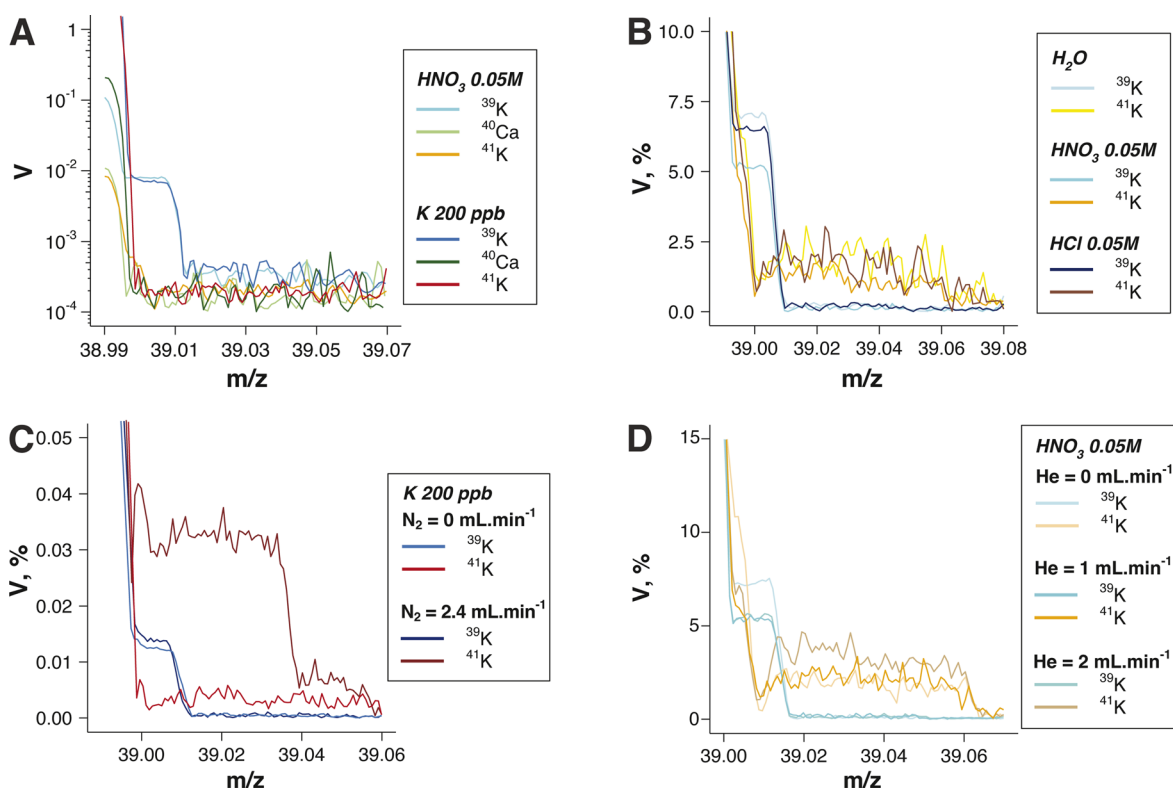 A
1
10⁻¹
10⁻²
10⁻³
10⁻⁴
V
38.99 39.01 39.03 39.05 39.07
m/z
HNO₃ 0.05M
³⁹K
⁴⁰Ca
⁴¹K
K 200 ppb
³⁹K
⁴⁰Ca
⁴¹K
B
10.0
7.5
5.0
2.5
0.0
V, %
39.00 39.02 39.04 39.06 39.08
m/z
H₂O
³⁹K
⁴¹K
HNO₃ 0.05M
³⁹K
⁴¹K
HCl 0.05M
³⁹K
⁴¹K
C
0.05
0.04
0.03
0.02
0.01
0.00
V, %
39.00 39.02 39.04 39.06
m/z
K 200 ppb
N₂ = 0 mL.min⁻¹
³⁹K
⁴¹K
N₂ = 2.4 mL.min⁻¹
³⁹K
⁴¹K
D
15
10
5
0
V, %
39.00 39.02 39.04 39.06
m/z
HNO₃ 0.05M
He = 0 mL.min⁻¹
³⁹K
⁴¹K
He = 1 mL.min⁻¹
³⁹K
⁴¹K
He = 2 mL.min⁻¹
³⁹K
⁴¹K